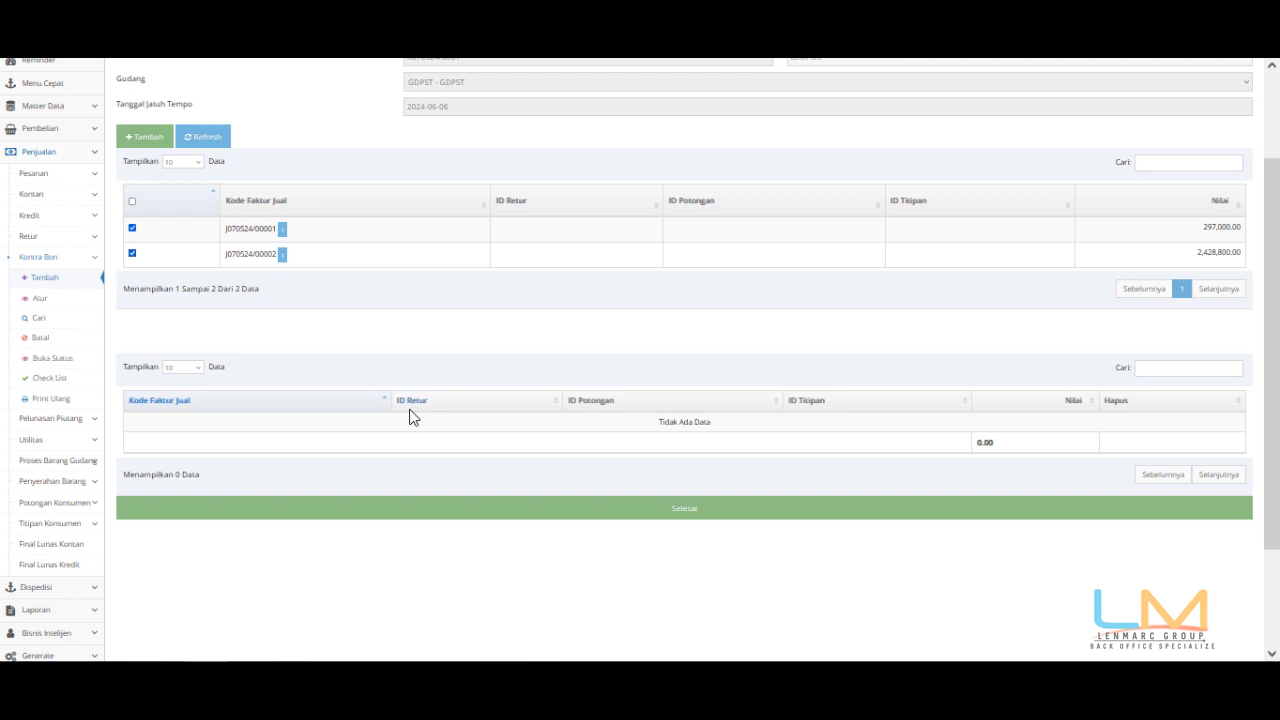 Reminder
Menu Cepat
Master Data
Pembelian
Penjualan
Pesanan
Kontan
Kredit
Retur
Kontra Bon
Tambah
Atur
Cari
Batal
Buka Status
Check List
Print Ulang
Pelunasan Piutang
Utilitas
Proses Barang Gudang
Penyerahan Barang
Potongan Konsumen
Titipan Konsumen
Final Lunas Kontan
Final Lunas Kredit
Ekspedisi
Laporan
Bisnis Intelijen
Generate
Gudang GDPST - GDPST
Tanggal Jatuh Tempo 2024-06-06
+ Tambah Refresh
Tampilkan 10 Data Cari:
Kode Faktur Jual ID Retur ID Potongan ID Titipan Nilai
J070524/00001 i 297,000.00
J070524/00002 i 2,428,800.00
Menampilkan 1 Sampai 2 Dari 2 Data Sebelumnya 1 Selanjutnya
Tampilkan 10 Data Cari:
Kode Faktur Jual ID Retur ID Potongan ID Titipan Nilai Hapus
Tidak Ada Data
0.00
Menampilkan 0 Data Sebelumnya Selanjutnya
Selesai
LM
LENMARC GROUP
BACK OFFICE SPECIALIZE